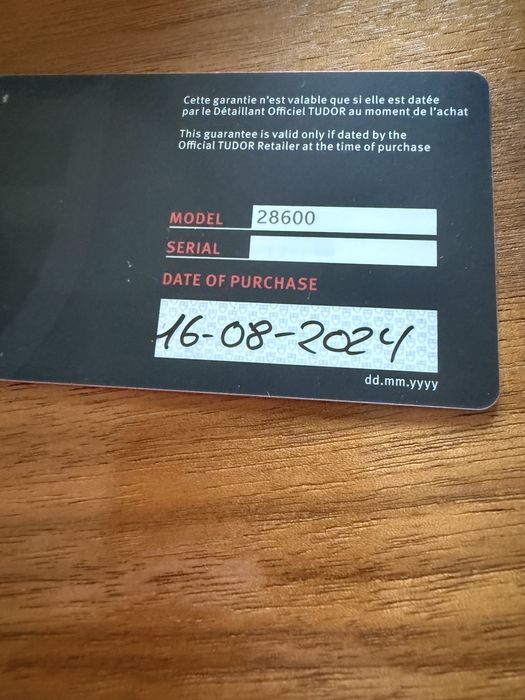 Cette garantie n'est valable que si elle est datée
par le Détaillant Officiel TUDOR au moment de l'achat
This guarantee is valid only if dated by the
Official TUDOR Retailer at the time of purchase
MODEL 28600
SERIAL
DATE OF PURCHASE
16-08-2024
dd.mm.yyyy